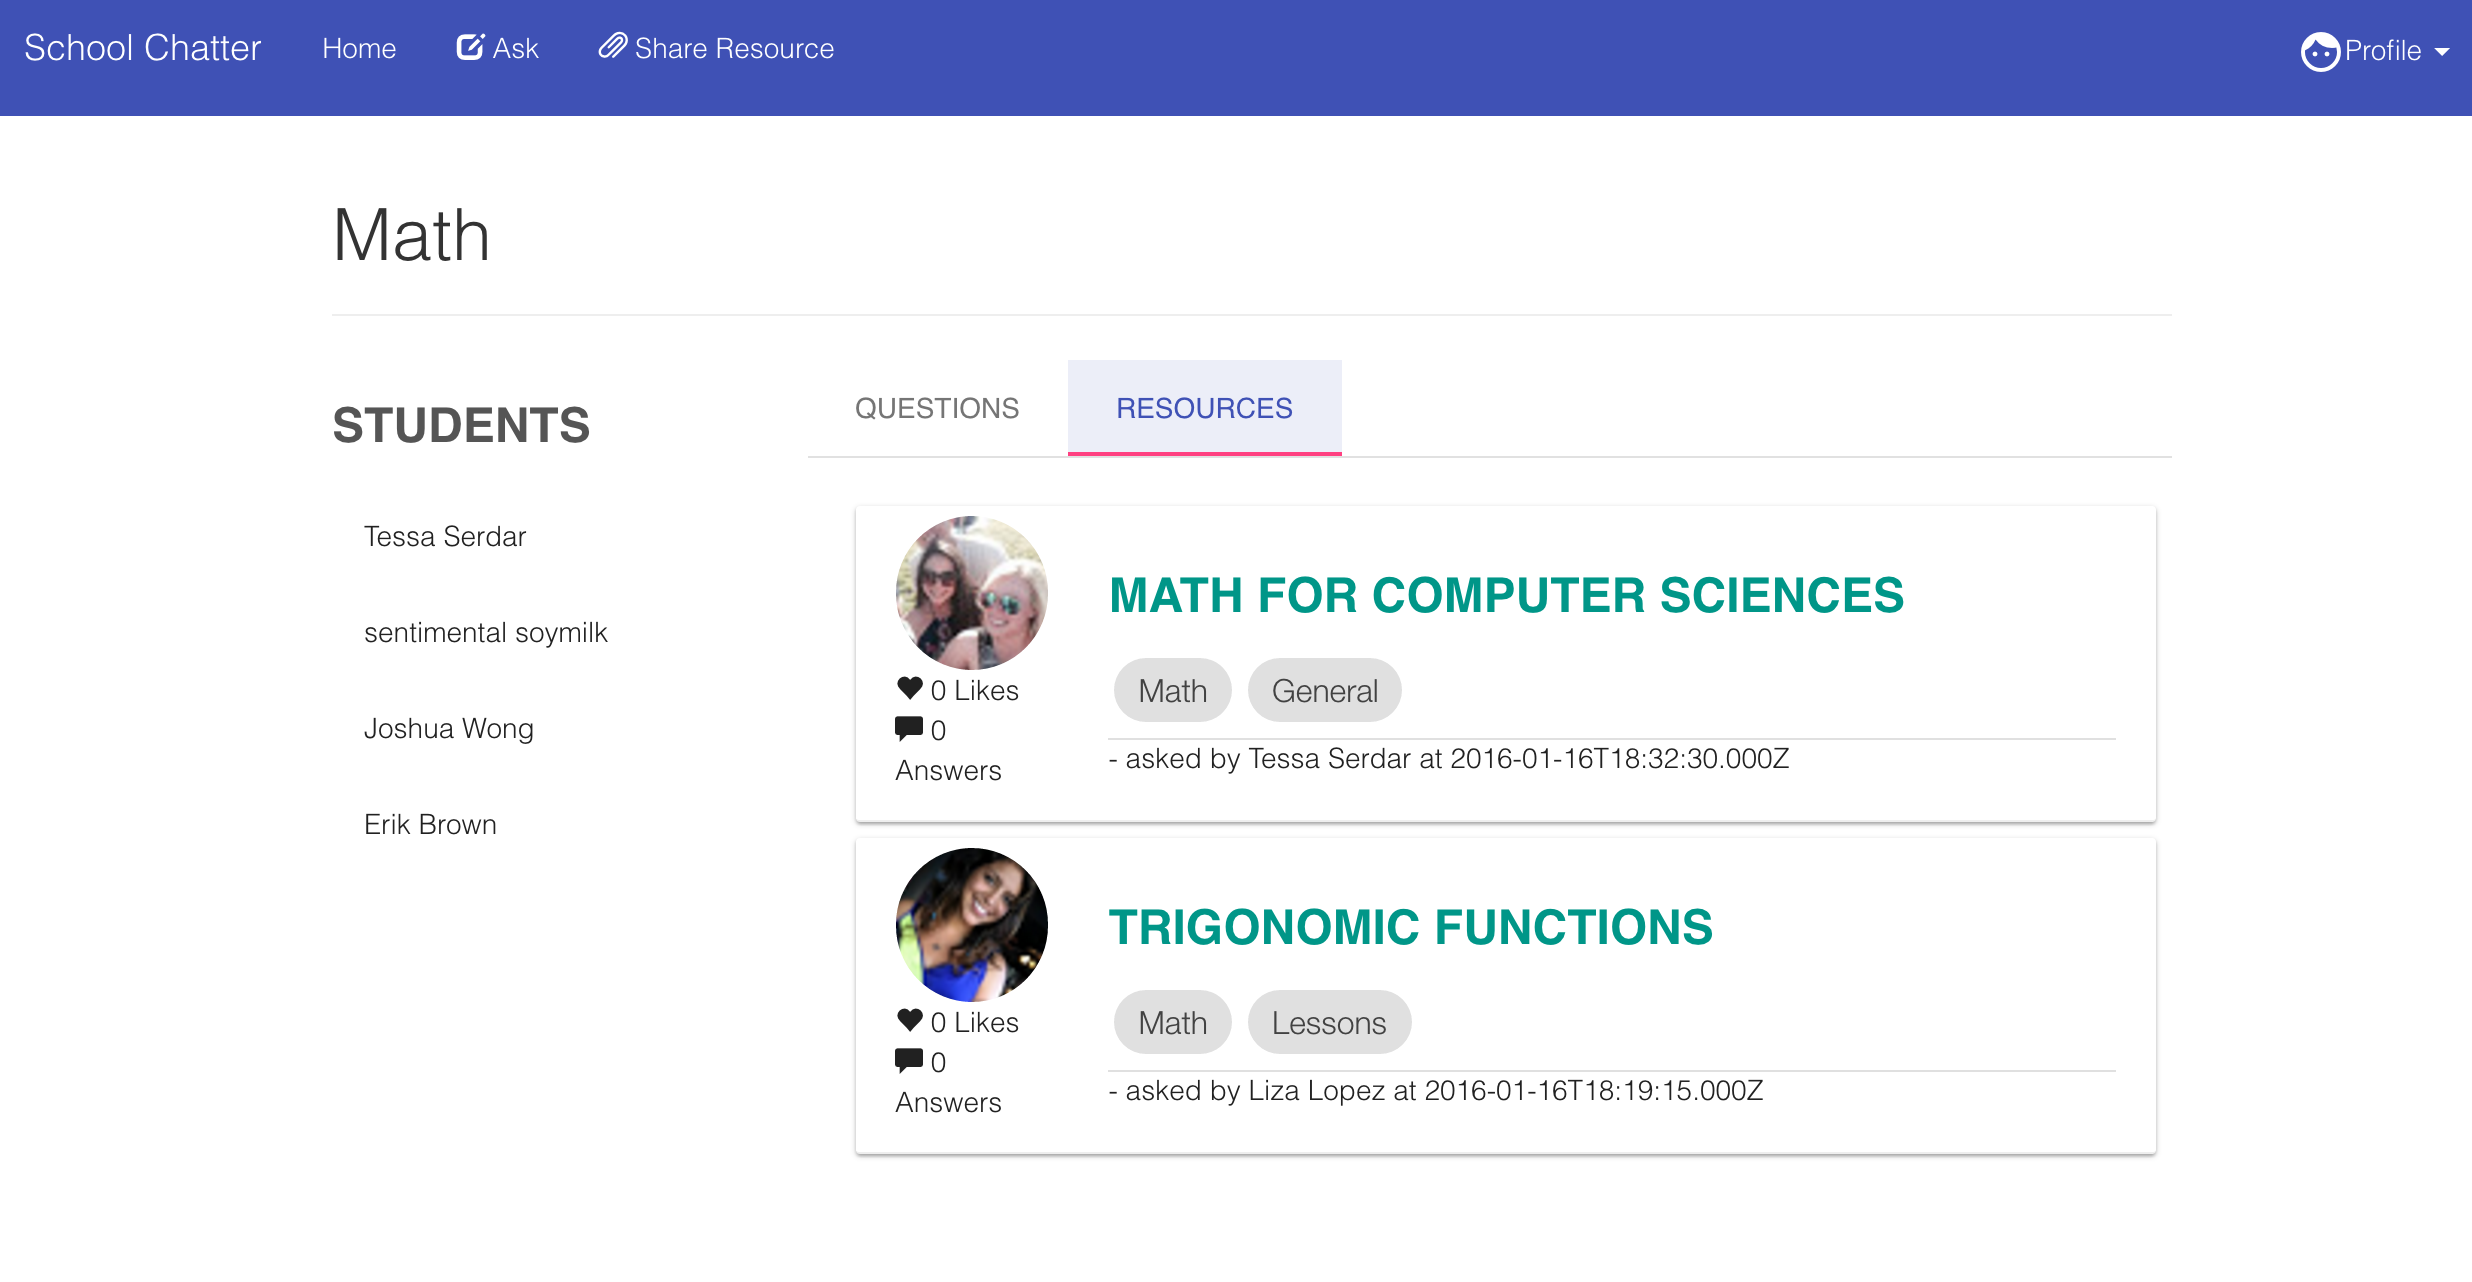 School Chatter Home Ask Share Resource Profile
Math
STUDENTS
Tessa Serdar
sentimental soymilk
Joshua Wong
Erik Brown
QUESTIONS RESOURCES
MATH FOR COMPUTER SCIENCES
Math General
0 Likes
0
Answers
- asked by Tessa Serdar at 2016-01-16T18:32:30.000Z
TRIGONOMIC FUNCTIONS
Math Lessons
0 Likes
0
Answers
- asked by Liza Lopez at 2016-01-16T18:19:15.000Z